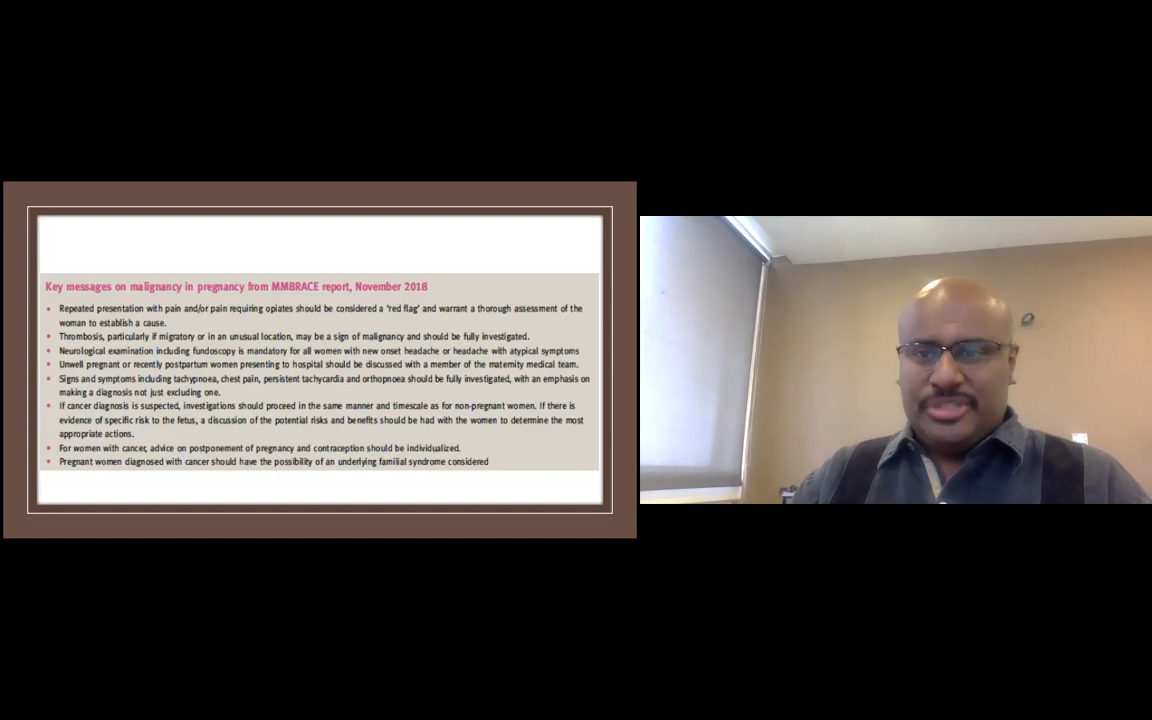 Key messages on malignancy in pregnancy from MMBRACE report, November 2018
• Repeated presentation with pain and/or pain requiring opiates should be considered a 'red flag' and warrant a thorough assessment of the
woman to establish a cause.
• Thrombosis, particularly if migratory or in an unusual location, may be a sign of malignancy and should be fully investigated.
• Neurological examination including fundoscopy is mandatory for all women with new onset headache or headache with atypical symptoms
• Unwell pregnant or recently postpartum women presenting to hospital should be discussed with a member of the maternity medical team.
• Signs and symptoms including tachypnoea, chest pain, persistent tachycardia and orthopnoea should be fully investigated, with an emphasis on
making a diagnosis not just excluding one.
• If cancer diagnosis is suspected, investigations should proceed in the same manner and timescale as for non-pregnant women. If there is
evidence of specific risk to the fetus, a discussion of the potential risks and benefits should be had with the women to determine the most
appropriate actions.
• For women with cancer, advice on postponement of pregnancy and contraception should be individualized.
• Pregnant women diagnosed with cancer should have the possibility of an underlying familial syndrome considered